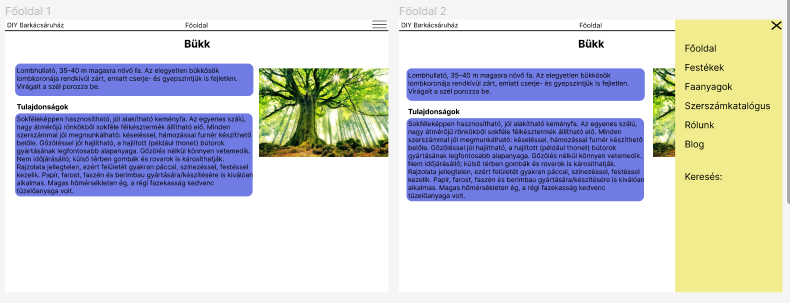 Főoldal 1
DIY Barkácsáruház
Főoldal
Bükk
Lombhullató, 35–40 m magasra növő fa. Az elegyetlen bükkösök
lombkoronája rendkívül zárt, emiatt cserje- és gyepszintjük is fejletlen.
Virágait a szél porozza be.
Tulajdonságok
Sokféleképpen hasznosítható, jól alakítható keményfa. Az egyenes szálú,
nagy átmérőjű rönkökből sokféle félkésztermék állítható elő. Minden
szerszámmal jól megmunkálható: késeléssel, hámozással furnér készíthető
belőle. Gőzöléssel jól hajlítható, a hajlított (például thonet) bútorok
gyártásának legfontosabb alapanyaga. Gőzölés nélkül könnyen vetemedik.
Nem időjárásálló; külső térben gombák és rovarok is károsíthatják.
Rajzolata jellegtelen, ezért felületét gyakran páccal, színezéssel, festéssel
kezelik. Papír, farost, faszén és berimbau gyártására/készítésére is kiválóan
alkalmas. Magas hőmérsékleten ég, a régi fazekasság kedvenc
tüzelőanyaga volt.
Főoldal 2
DIY Barkácsáruház
Főoldal
Bükk
Lombhullató, 35–40 m magasra növő fa. Az elegyetlen bükkösök
lombkoronája rendkívül zárt, emiatt cserje- és gyepszintjük is fejletlen.
Virágait a szél porozza be.
Tulajdonságok
Sokféleképpen hasznosítható, jól alakítható keményfa. Az egyenes szálú,
nagy átmérőjű rönkökből sokféle félkésztermék állítható elő. Minden
szerszámmal jól megmunkálható: késeléssel, hámozással furnér készíthető
belőle. Gőzöléssel jól hajlítható, a hajlított (például thonet) bútorok
gyártásának legfontosabb alapanyaga. Gőzölés nélkül könnyen vetemedik.
Nem időjárásálló; külső térben gombák és rovarok is károsíthatják.
Rajzolata jellegtelen, ezért felületét gyakran páccal, színezéssel, festéssel
kezelik. Papír, farost, faszén és berimbau gyártására/készítésére is kiválóan
alkalmas. Magas hőmérsékleten ég, a régi fazekasság kedvenc
tüzelőanyaga volt.
Főoldal
Festékek
Faanyagok
Szerszámkatalógus
Rólunk
Blog
Keresés: